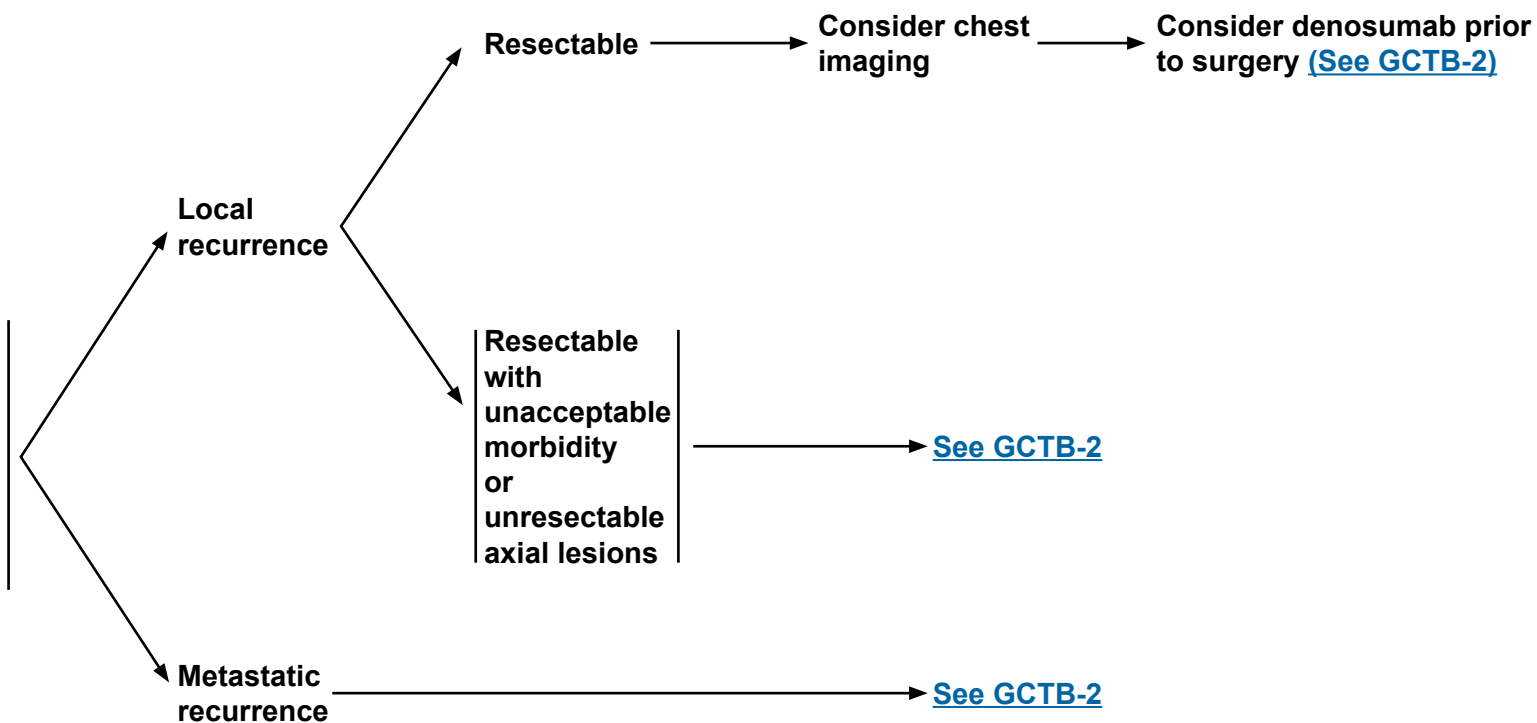 Resectable
Consider chest
imaging
Consider denosumab prior
to surgery (See GCTB-2)
Local
recurrence
Resectable
with
unacceptable
morbidity
or
unresectable
axial lesions
See GCTB-2
Metastatic
recurrence
See GCTB-2